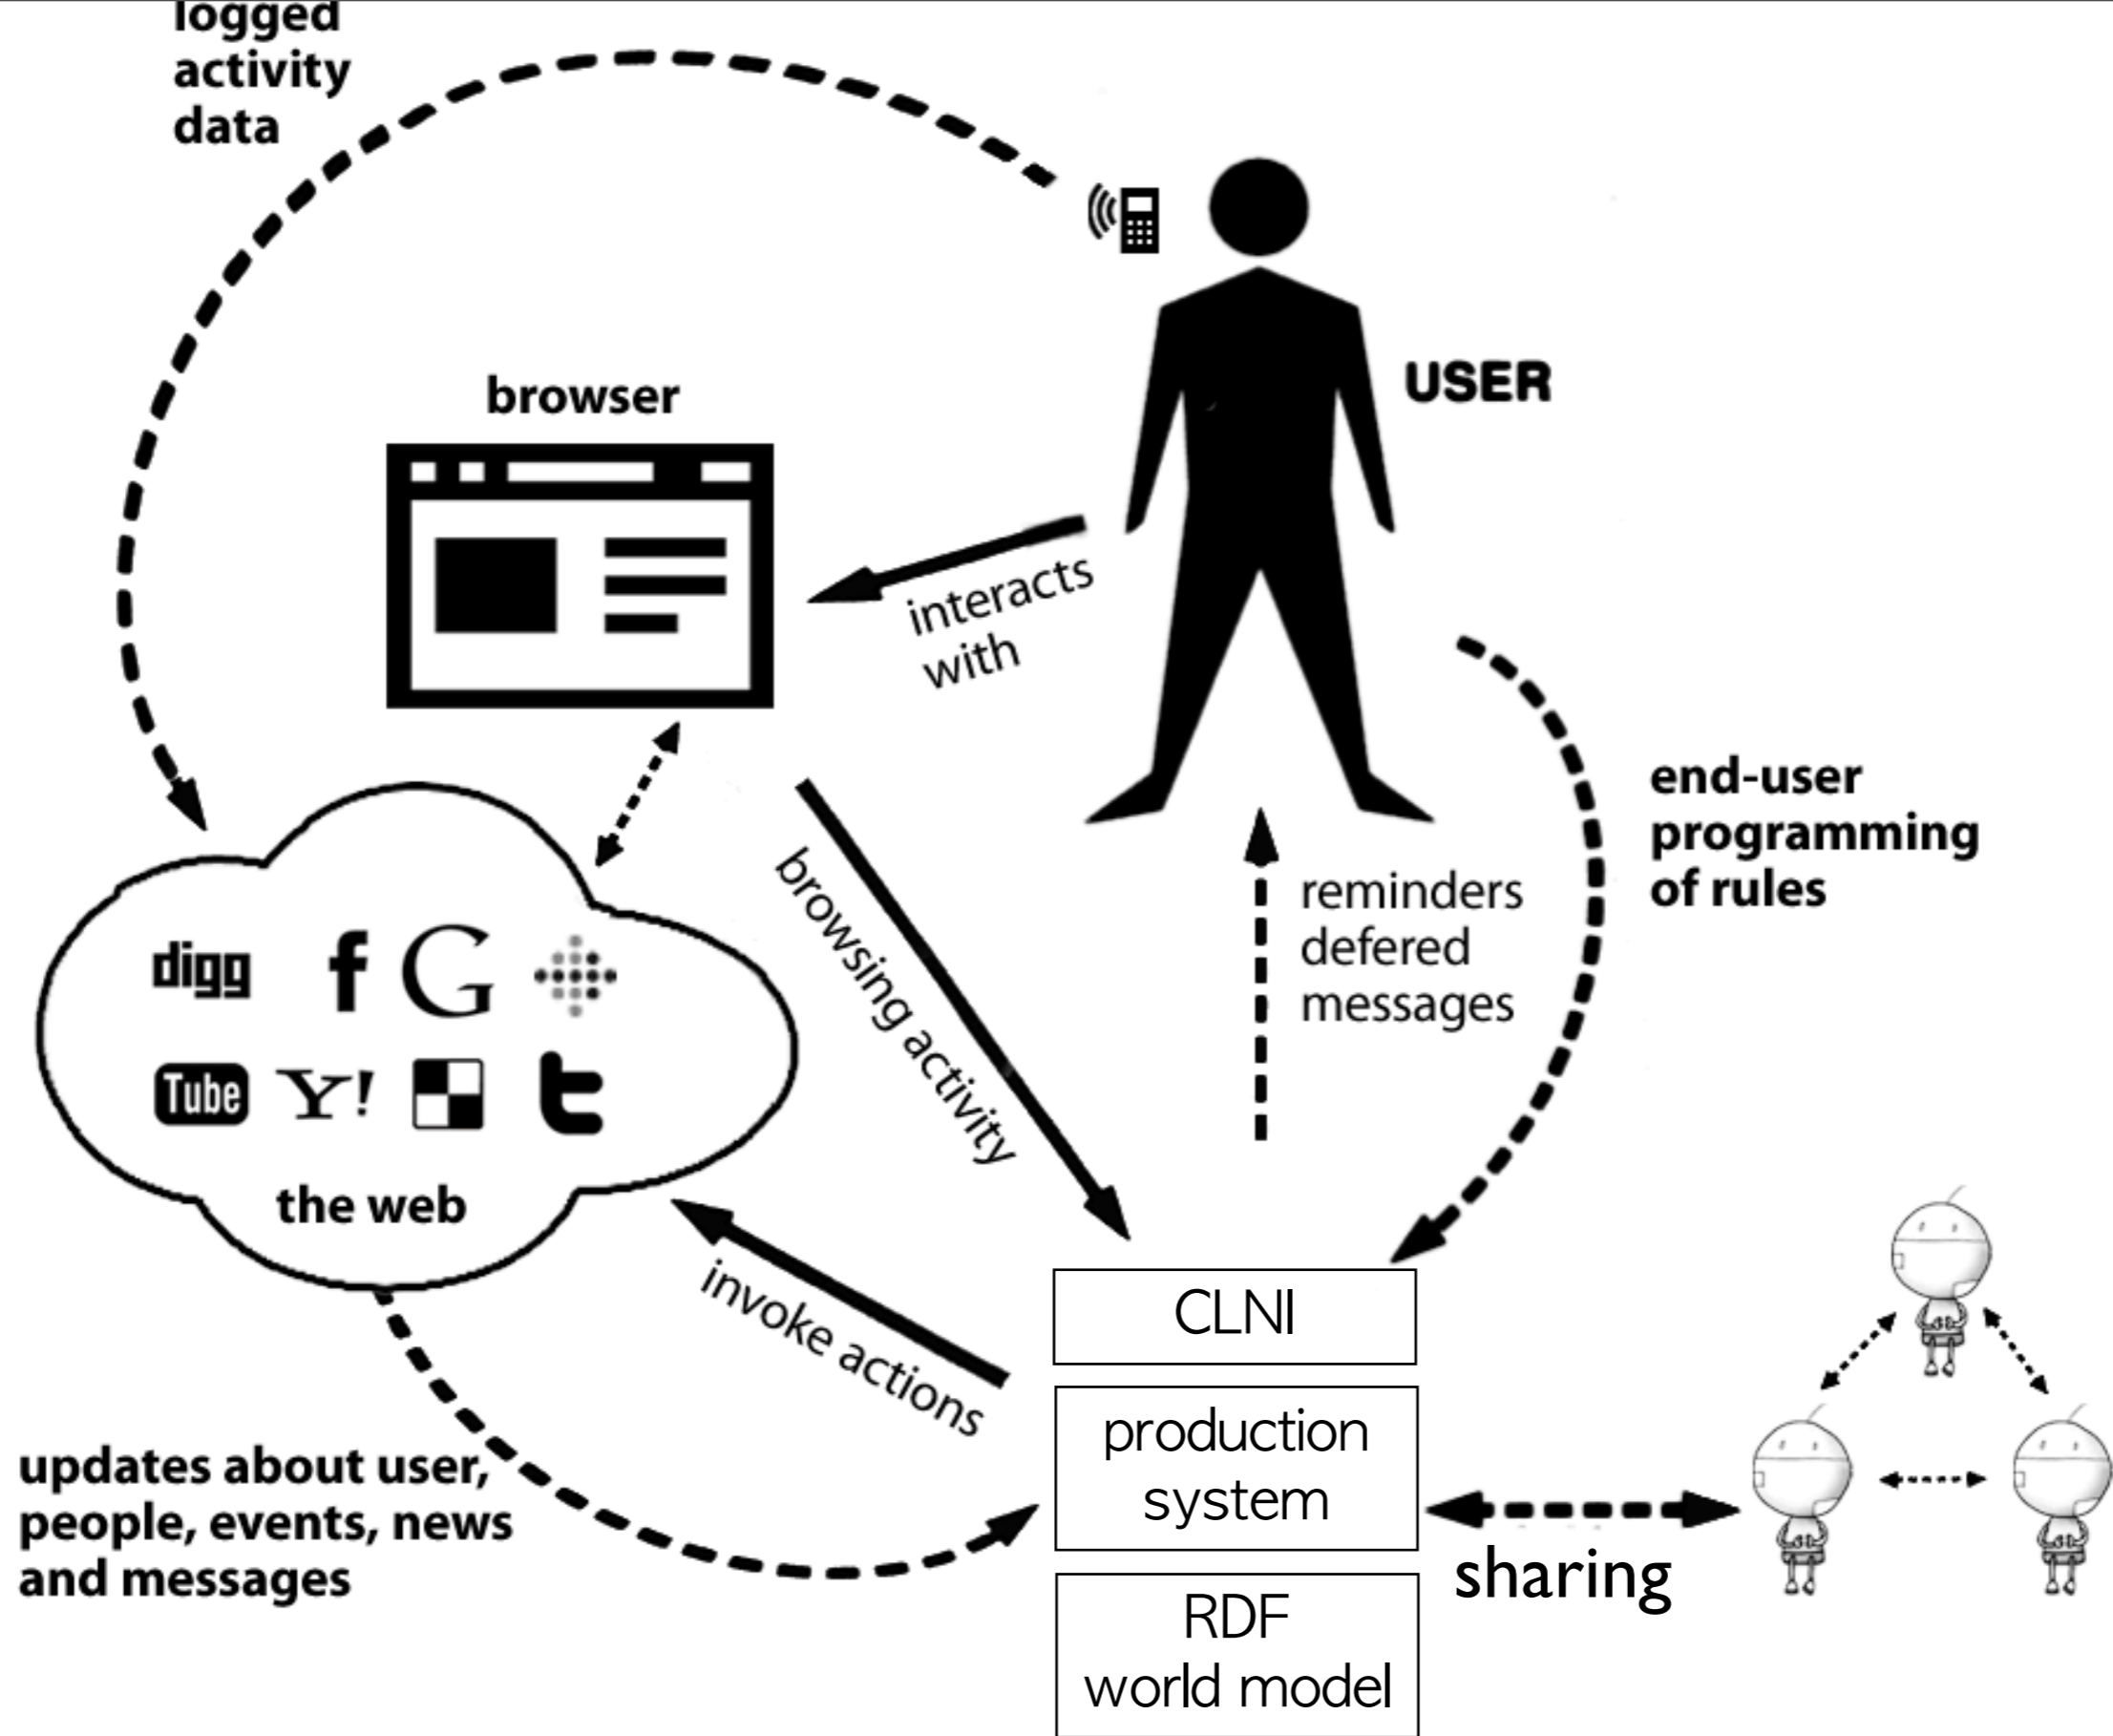 logged
activity
data
USER
browser
interacts
with
end-user
programming
of rules
reminders
defered
messages
browsing activity
digg f G
Tube Y! t
the web
invoke actions
CLNI
production
system
RDF
world model
updates about user,
people, events, news
and messages
sharing